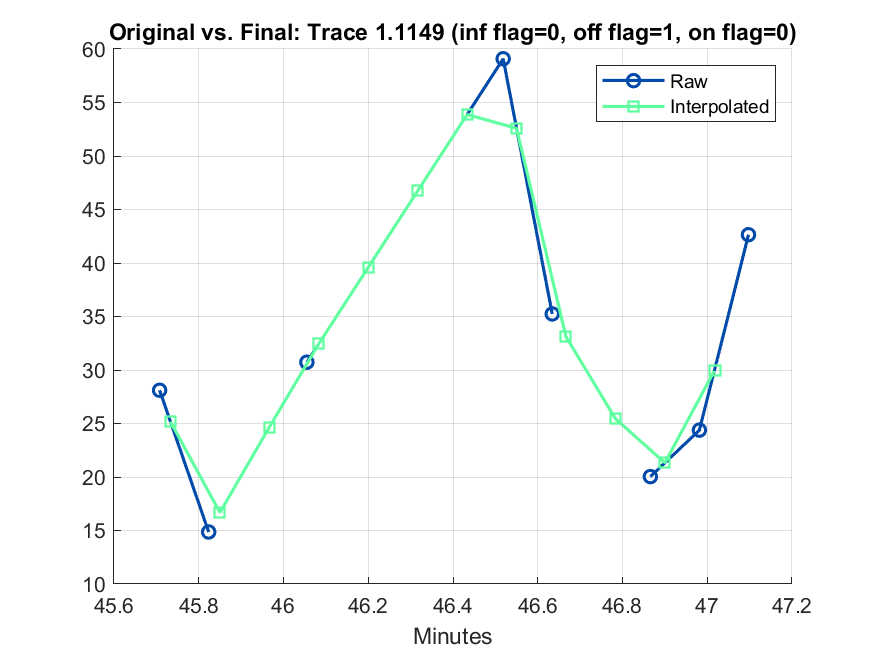 Original vs. Final: Trace 1.1149 (inf flag=0, off flag=1, on flag=0)
60
55
50
45
40
35
30
25
20
15
10
Raw
Interpolated
45.6 45.8 46 46.2 46.4 46.6 46.8 47 47.2
Minutes